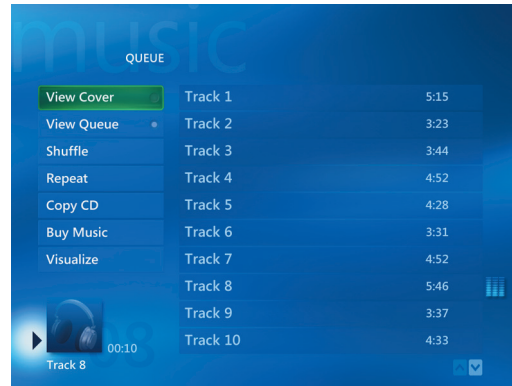 music
QUEUE
View Cover
View Queue
Shuffle
Repeat
Copy CD
Buy Music
Visualize
Track 1 5:15
Track 2 3:23
Track 3 3:44
Track 4 4:52
Track 5 4:28
Track 6 3:31
Track 7 4:52
Track 8 5:46
Track 9 3:37
Track 10 4:33
08
00:10
Track 8